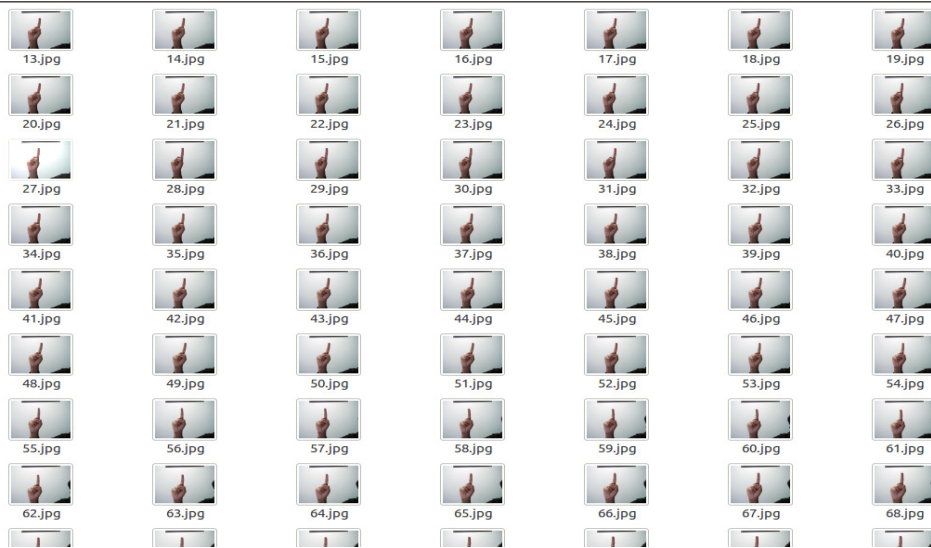 13.jpg 14.jpg 15.jpg 16.jpg 17.jpg 18.jpg 19.jpg
20.jpg 21.jpg 22.jpg 23.jpg 24.jpg 25.jpg 26.jpg
27.jpg 28.jpg 29.jpg 30.jpg 31.jpg 32.jpg 33.jpg
34.jpg 35.jpg 36.jpg 37.jpg 38.jpg 39.jpg 40.jpg
41.jpg 42.jpg 43.jpg 44.jpg 45.jpg 46.jpg 47.jpg
48.jpg 49.jpg 50.jpg 51.jpg 52.jpg 53.jpg 54.jpg
55.jpg 56.jpg 57.jpg 58.jpg 59.jpg 60.jpg 61.jpg
62.jpg 63.jpg 64.jpg 65.jpg 66.jpg 67.jpg 68.jpg